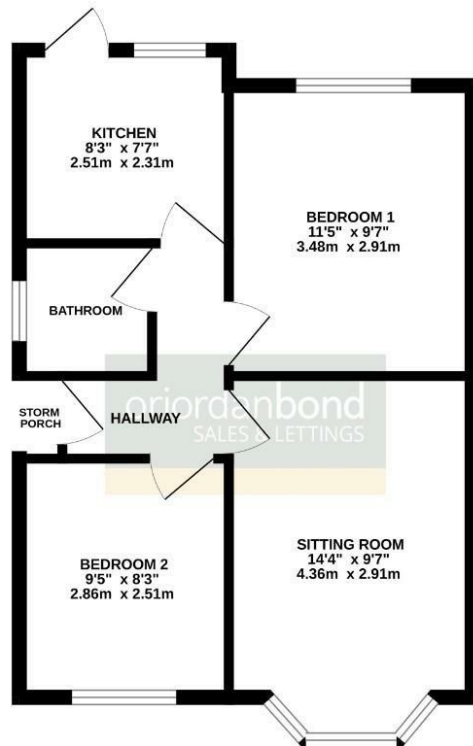 KITCHEN
8'3" x 7'7"
2.51m x 2.31m
BEDROOM 1
11'5" x 9'7"
3.48m x 2.91m
BATHROOM
STORM
PORCH
HALLWAY
oriordanbond
SALES & LETTINGS
BEDROOM 2
9'5" x 8'3"
2.86m x 2.51m
SITTING ROOM
14'4" x 9'7"
4.36m x 2.91m